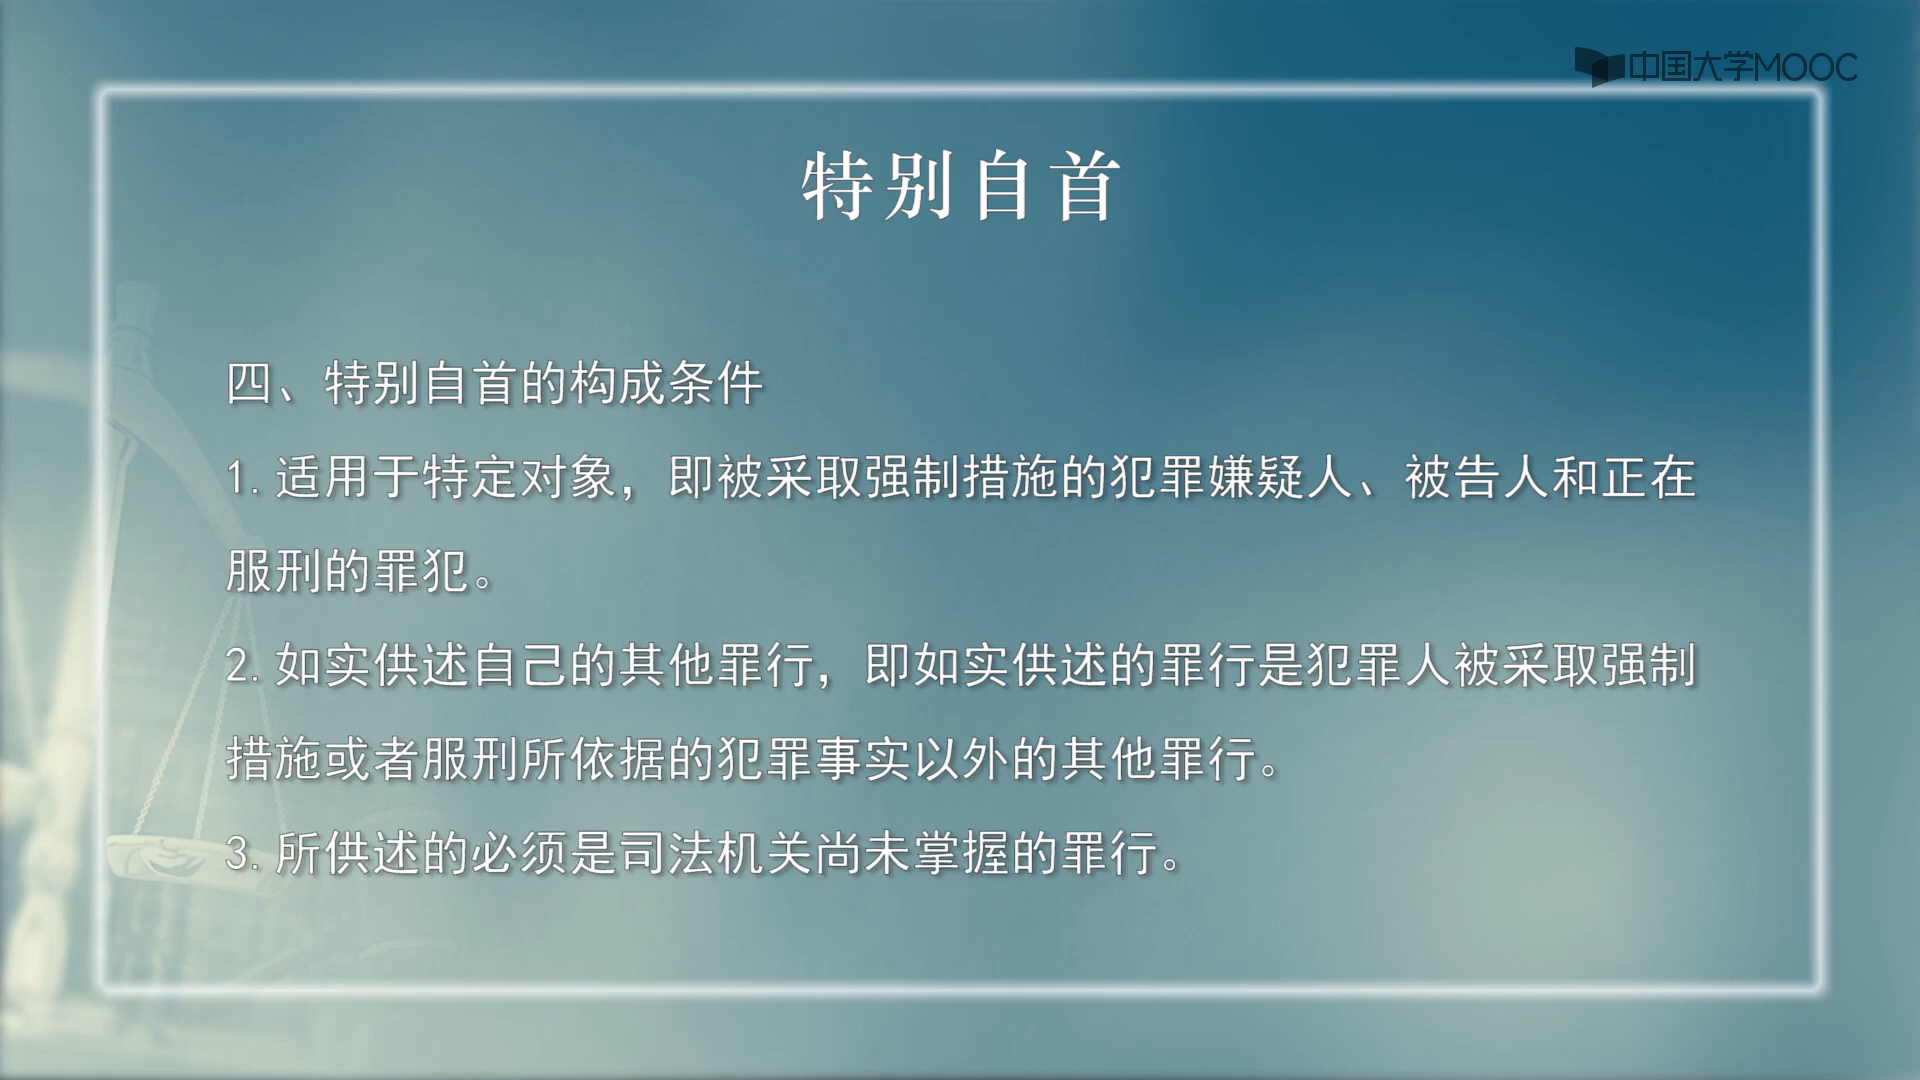 中国大学MOOC
特别自首
四、特别自首的构成条件
1.适用于特定对象，即被采取强制措施的犯罪嫌疑人、被告人和正在
服刑的罪犯。
2.如实供述自己的其他罪行，即如实供述的罪行是犯罪人被采取强制
措施或者服刑所依据的犯罪事实以外的其他罪行。
3.所供述的必须是司法机关尚未掌握的罪行。